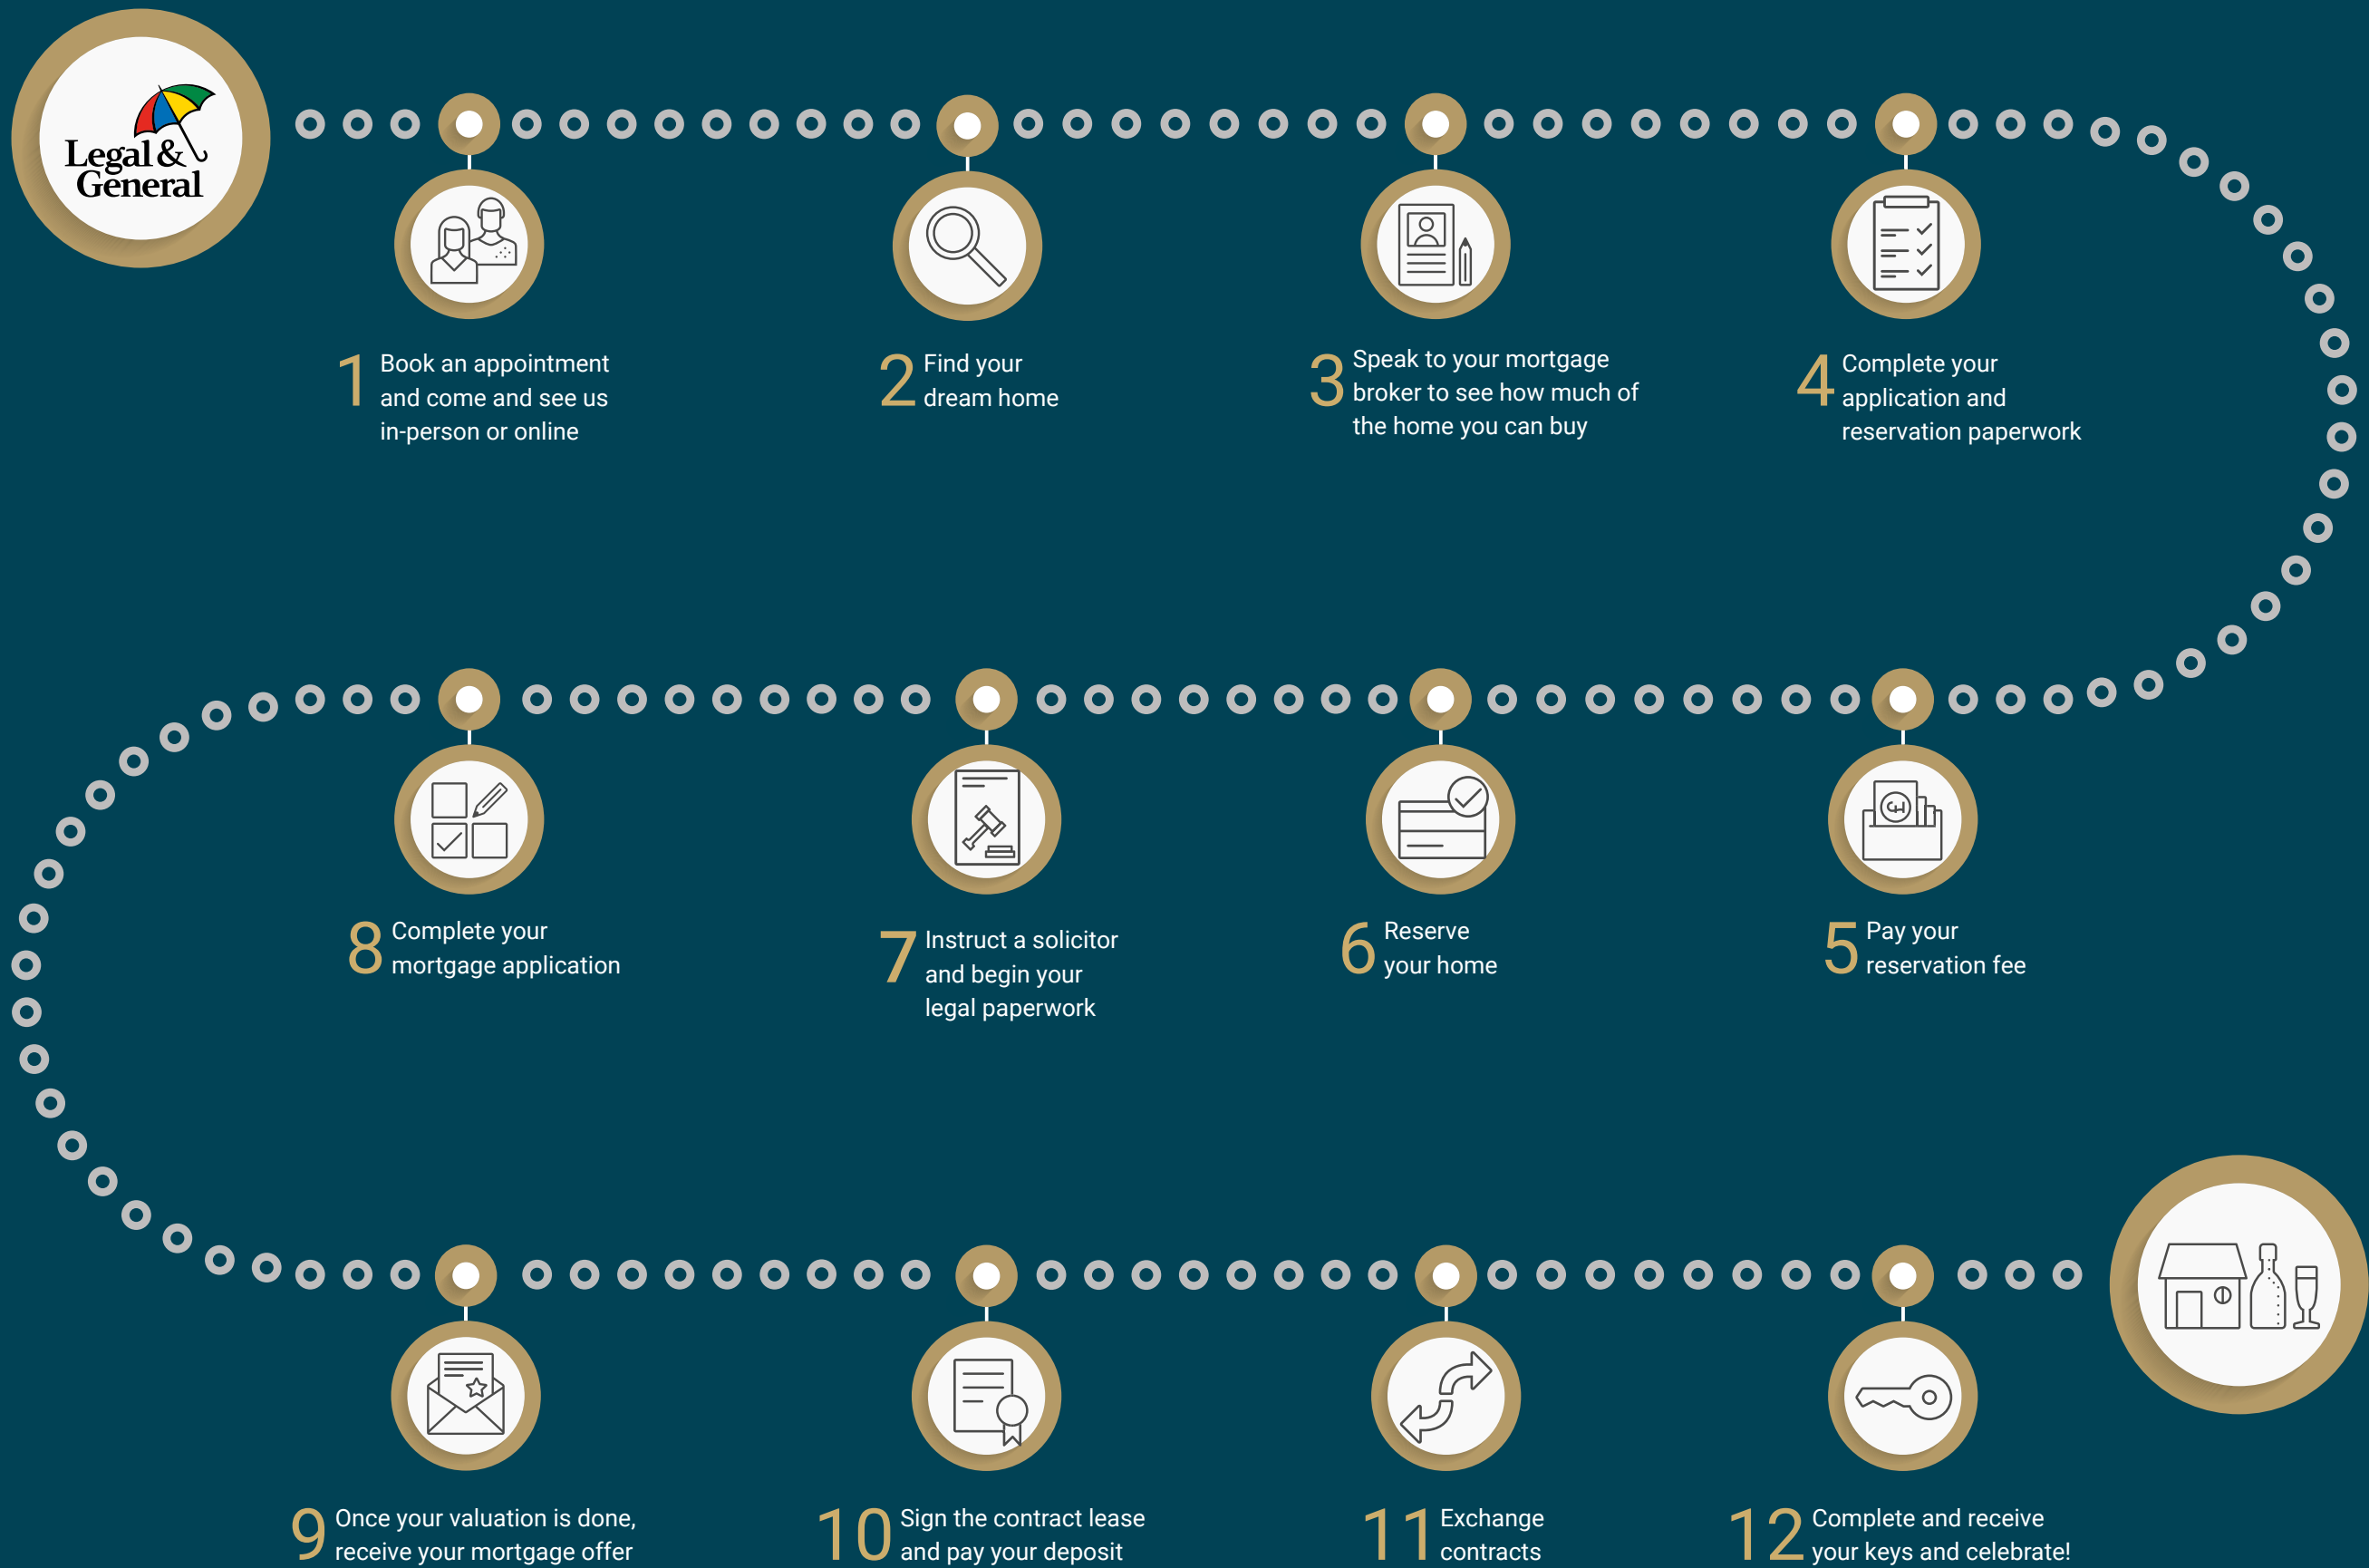 Legal &
General
1 Book an appointment
and come and see us
in-person or online
2 Find your
dream home
3 Speak to your mortgage
broker to see how much of
the home you can buy
4 Complete your
application and
reservation paperwork
5 Pay your
reservation fee
6 Reserve
your home
7 Instruct a solicitor
and begin your
legal paperwork
8 Complete your
mortgage application
9 Once your valuation is done,
receive your mortgage offer
10 Sign the contract lease
and pay your deposit
11 Exchange
contracts
12 Complete and receive
your keys and celebrate!